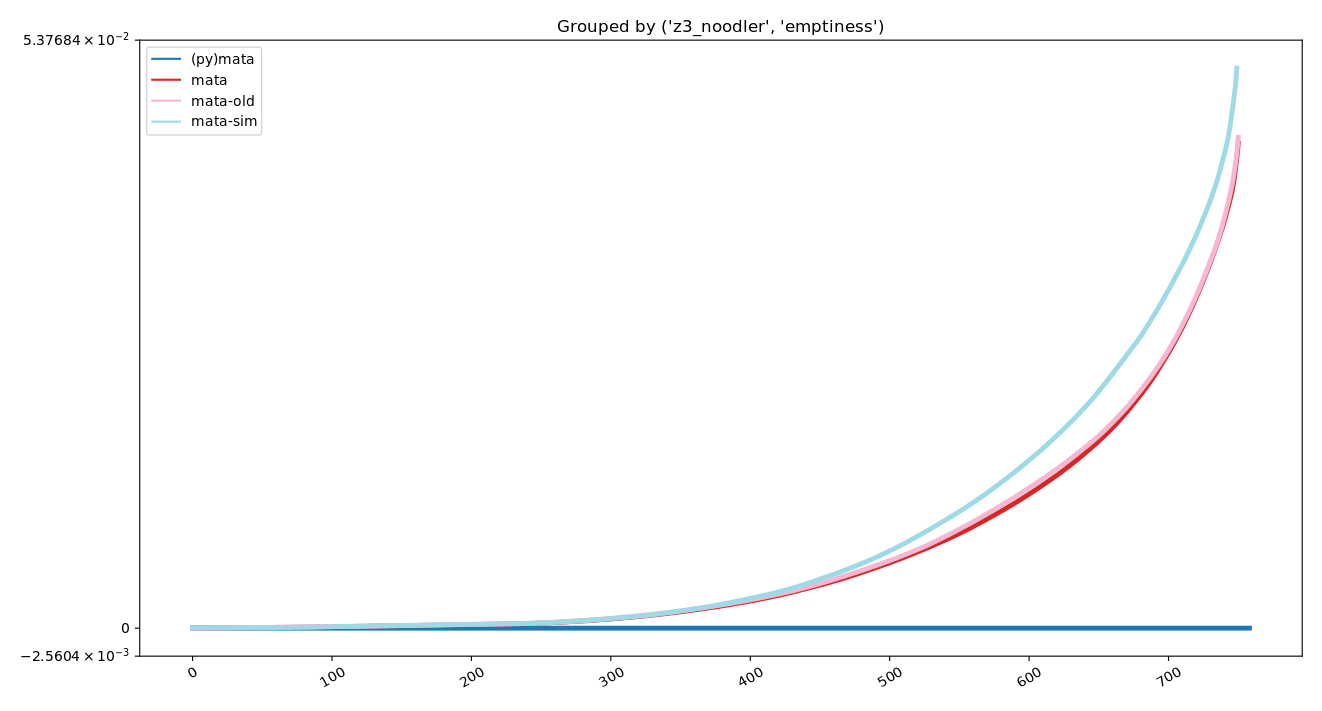 Grouped by ('z3_noodler', 'emptiness')
5.37684 × 10⁻²
(py)mata
mata
mata-old
mata-sim
0
−2.5604 × 10⁻³
0 100 200 300 400 500 600 700